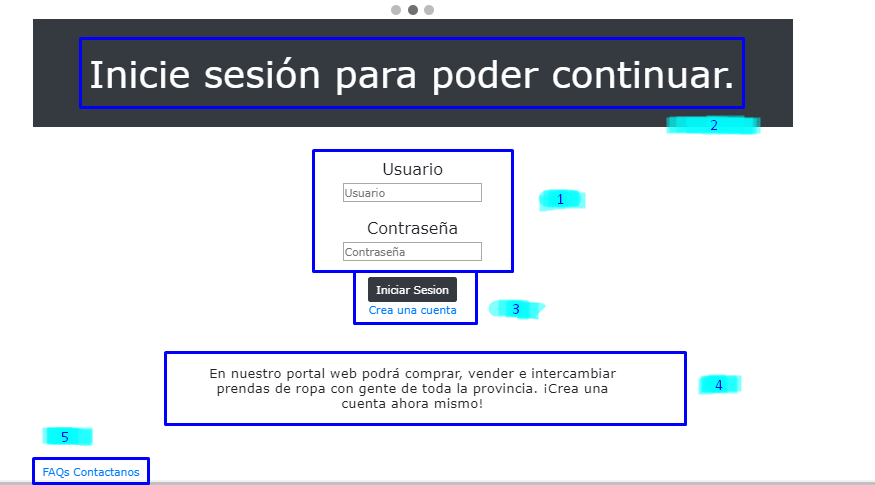 Inicie sesión para poder continuar.
2
Usuario
Usuario
1
Contraseña
Contraseña
Iniciar Sesion
Crea una cuenta
3
En nuestro portal web podrá comprar, vender e intercambiar
prendas de ropa con gente de toda la provincia. ¡Crea una
cuenta ahora mismo!
4
5
FAQs Contactanos